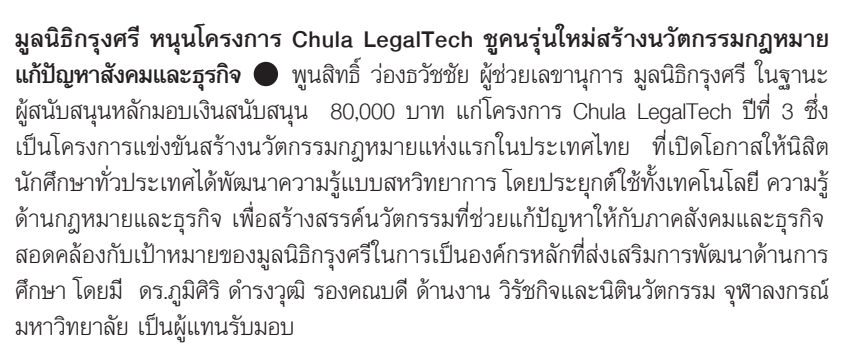 มูลนิธิกรุงศรี หนุนโครงการ Chula LegalTech ชูคนรุ่นใหม่สร้างนวัตกรรมกฎหมาย
แก้ปัญหาสังคมและธุรกิจ ● พูนสิทธิ์ ว่องธวัชชัย ผู้ช่วยเลขานุการ มูลนิธิกรุงศรี ในฐานะ
ผู้สนับสนุนหลักมอบเงินสนับสนุน 80,000 บาท แก่โครงการ Chula LegalTech ปีที่ 3 ซึ่ง
เป็นโครงการแข่งขันสร้างนวัตกรรมกฎหมายแห่งแรกในประเทศไทย ที่เปิดโอกาสให้นิสิต
นักศึกษาทั่วประเทศได้พัฒนาความรู้แบบสหวิทยาการ โดยประยุกต์ใช้ทั้งเทคโนโลยี ความรู้
ด้านกฎหมายและธุรกิจ เพื่อสร้างสรรค์นวัตกรรมที่ช่วยแก้ปัญหาให้กับภาคสังคมและธุรกิจ
สอดคล้องกับเป้าหมายของมูลนิธิกรุงศรีในการเป็นองค์กรหลักที่ส่งเสริมการพัฒนาด้านการ
ศึกษา โดยมี ดร.ภูมิศิริ ดำรงวุฒิ รองคณบดี ด้านงาน วิรัชกิจและนิตินวัตกรรม จุฬาลงกรณ์
มหาวิทยาลัย เป็นผู้แทนรับมอบ